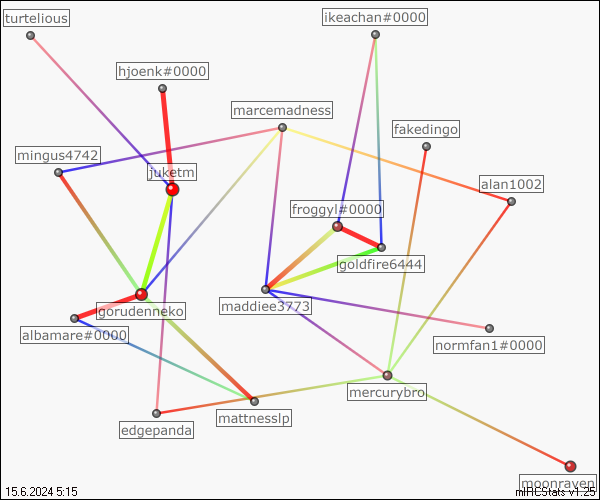 turtelious
ikeachan#0000
hjoenk#0000
marcemadness
fakedingo
mingus4742
juketm
alan1002
froggyl#0000
goldfire6444
gorudenneko
maddiee3773
albamare#0000
normfan1#0000
mercurybro
mattnesslp
edgepanda
moonraven
15.6.2024 5:15
mIRCStats v1.25